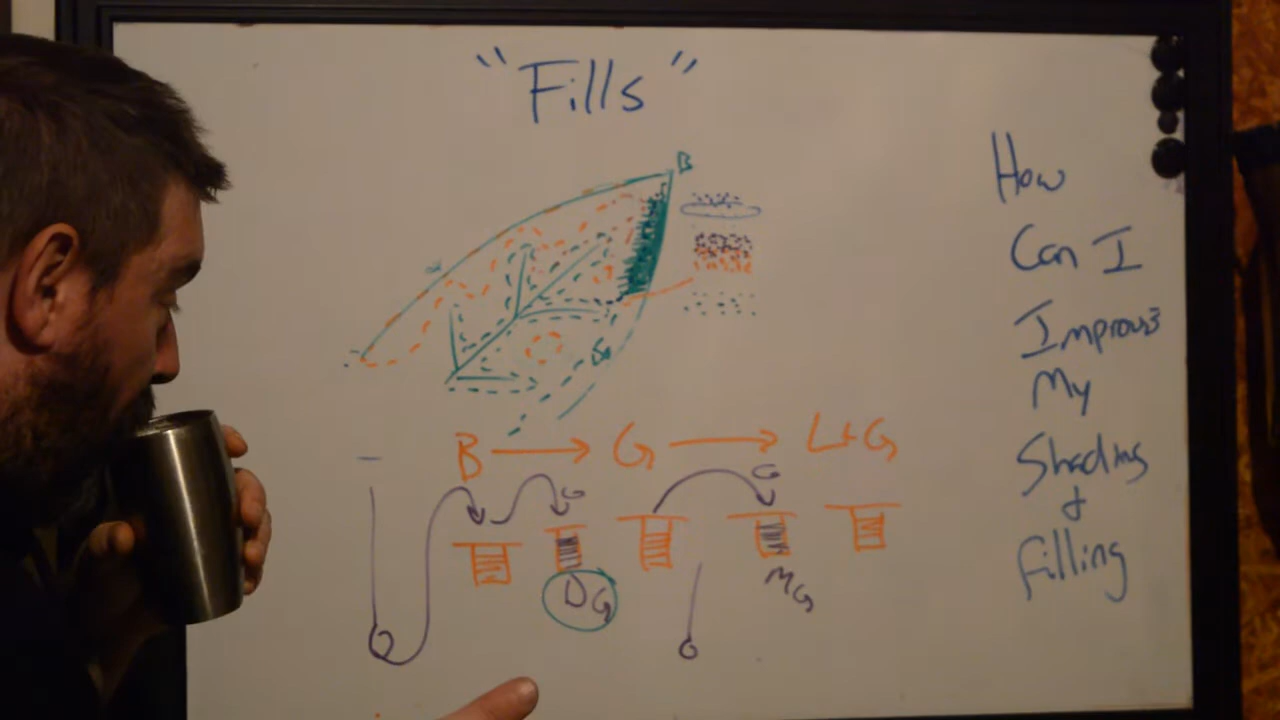 "Fills"
B
B → G → L+G
G
G
DG
MG
How
Can I
Improve
My
Shading
&
Filling